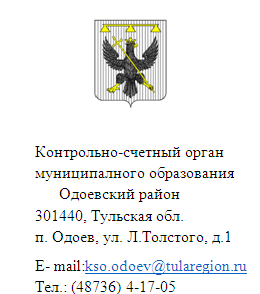 Контрольно-счетный орган
муниципалного образования
Одоевский район
301440, Тульская обл.
п. Одоев, ул. Л.Толстого, д.1
E- mail:kso.odoev@tularegion.ru
Тел.: (48736) 4-17-05